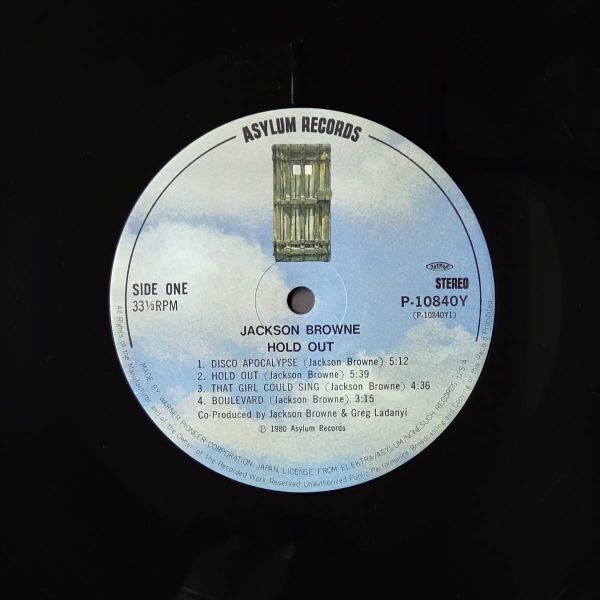 ASYLUM RECORDS
SIDE ONE
33⅓RPM
STEREO
P-10840Y
(P-10840Y1)
JACKSON BROWNE
HOLD OUT
1. DISCO APOCALYPSE (Jackson Browne) 5:12
2. HOLD OUT (Jackson Browne) 5:39
3. THAT GIRL COULD SING (Jackson Browne) 4:36
4. BOULEVARD (Jackson Browne) 3:15
Co-Produced by Jackson Browne & Greg Ladanyi
℗ 1980 Asylum Records
MADE BY WARNER-PIONEER CORPORATION, JAPAN, LICENSE FROM ELEKTRA/ASYLUM/NONESUCH RECORDS, U.S.A.
All Rights of the Manufacturer and of the Owner of the Recorded Work Reserved Unauthorized Public Performance, Broadcasting and Copying of this Record Prohibited